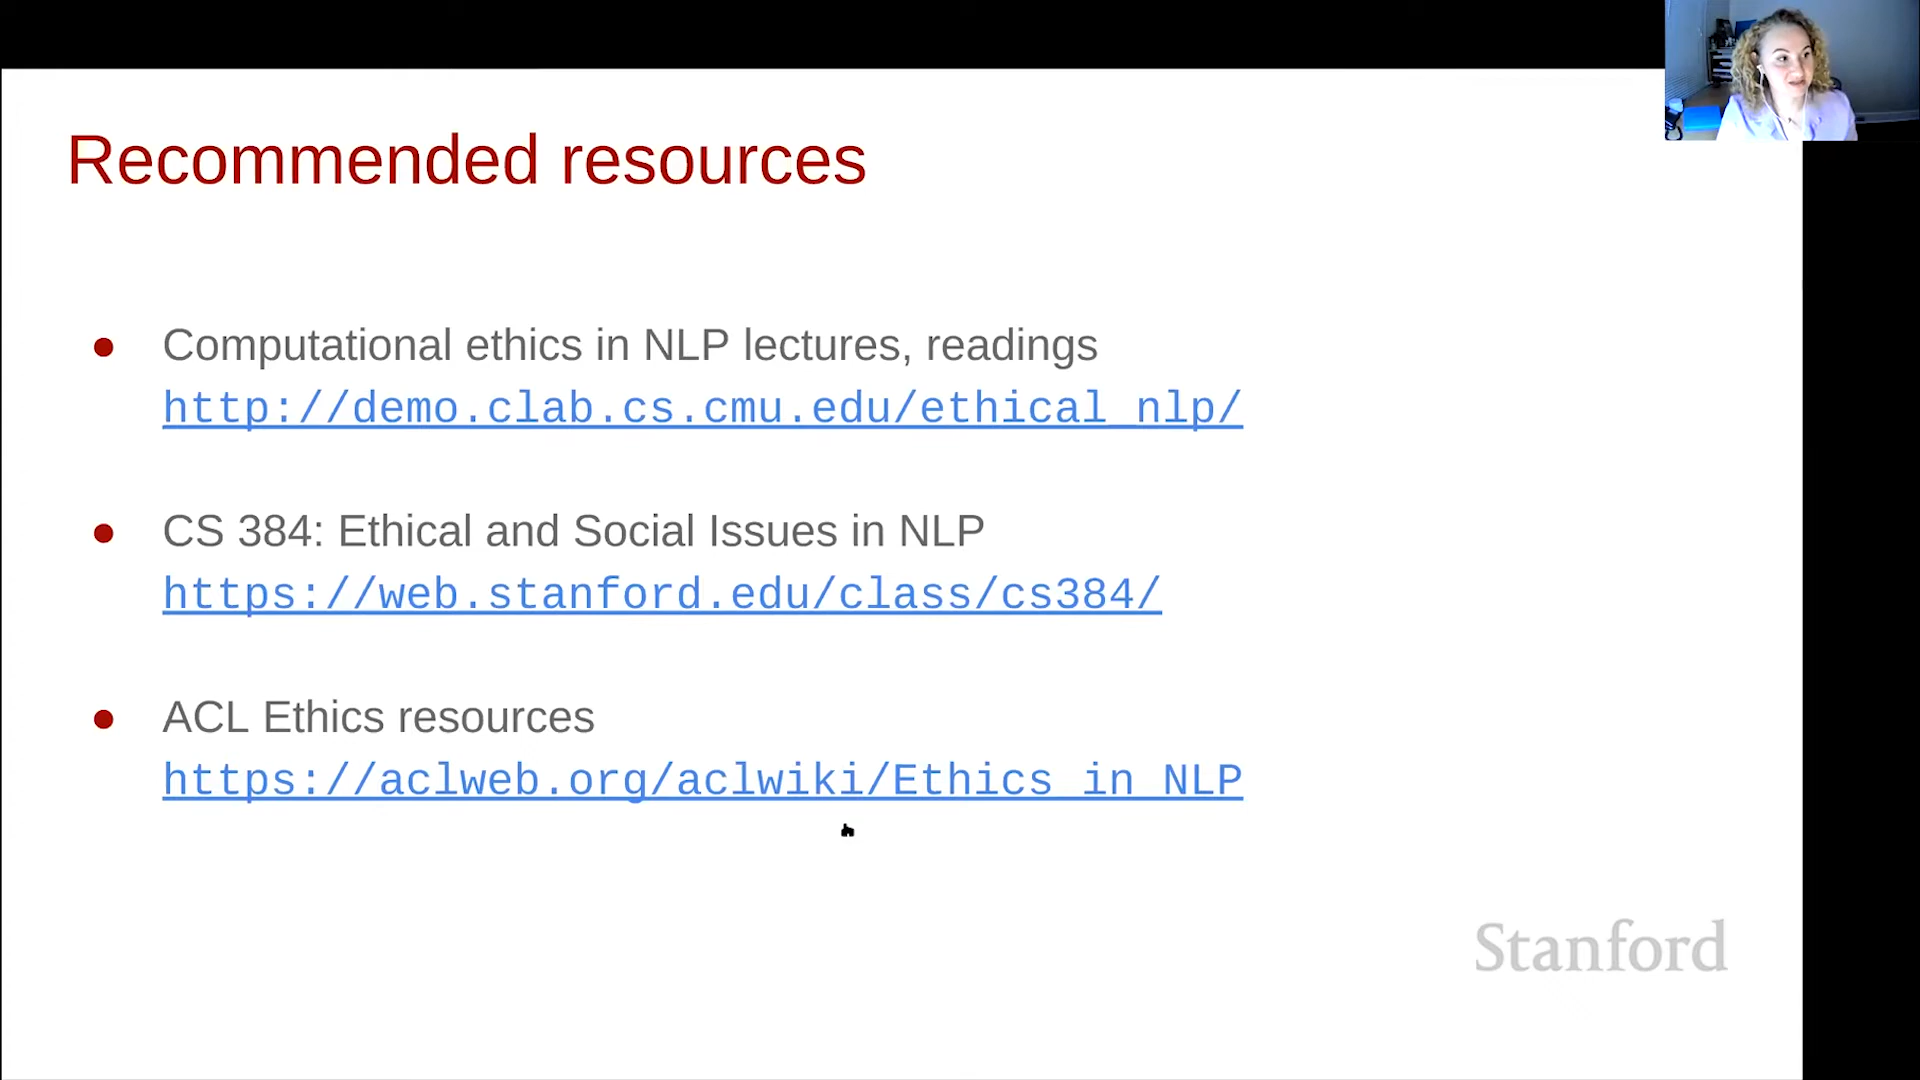 Recommended resources
Computational ethics in NLP lectures, readings
http://demo.clab.cs.cmu.edu/ethical_nlp/
CS 384: Ethical and Social Issues in NLP
https://web.stanford.edu/class/cs384/
ACL Ethics resources
https://aclweb.org/aclwiki/Ethics_in_NLP
Stanford